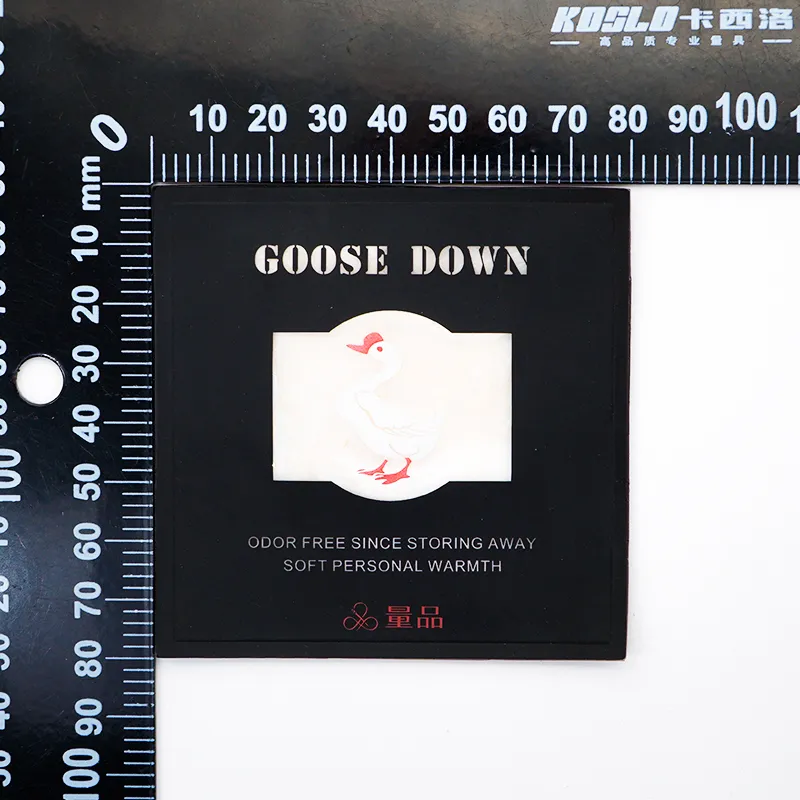 KOSLO卡西洛
高品质专业量具
0 10 20 30 40 50 60 70 80 90 100
mm
10
20
30
40
50
60
70
80
90
100
GOOSE DOWN
ODOR FREE SINCE STORING AWAY
SOFT PERSONAL WARMTH
量品